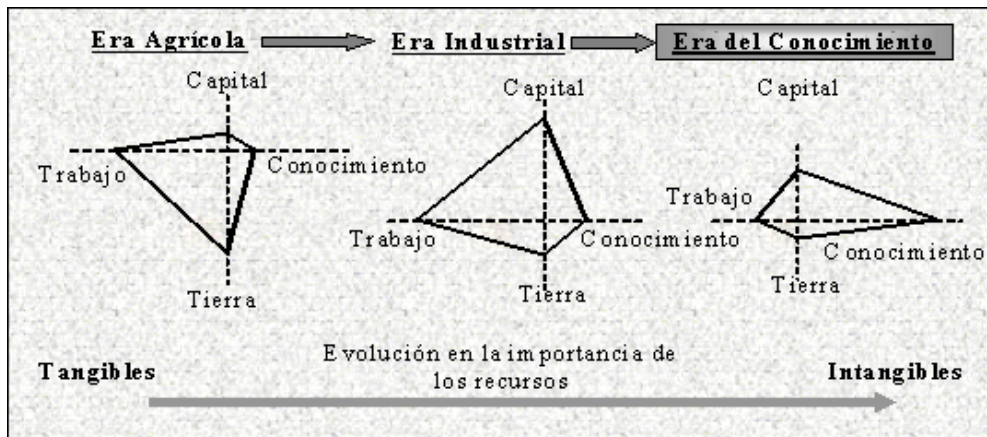 Era Agrícola
Era Industrial
Era del Conocimiento
Capital
Trabajo
Conocimiento
Tierra
Capital
Trabajo
Conocimiento
Tierra
Capital
Trabajo
Conocimiento
Tierra
Tangibles
Evolución en la importancia de
los recursos
Intangibles